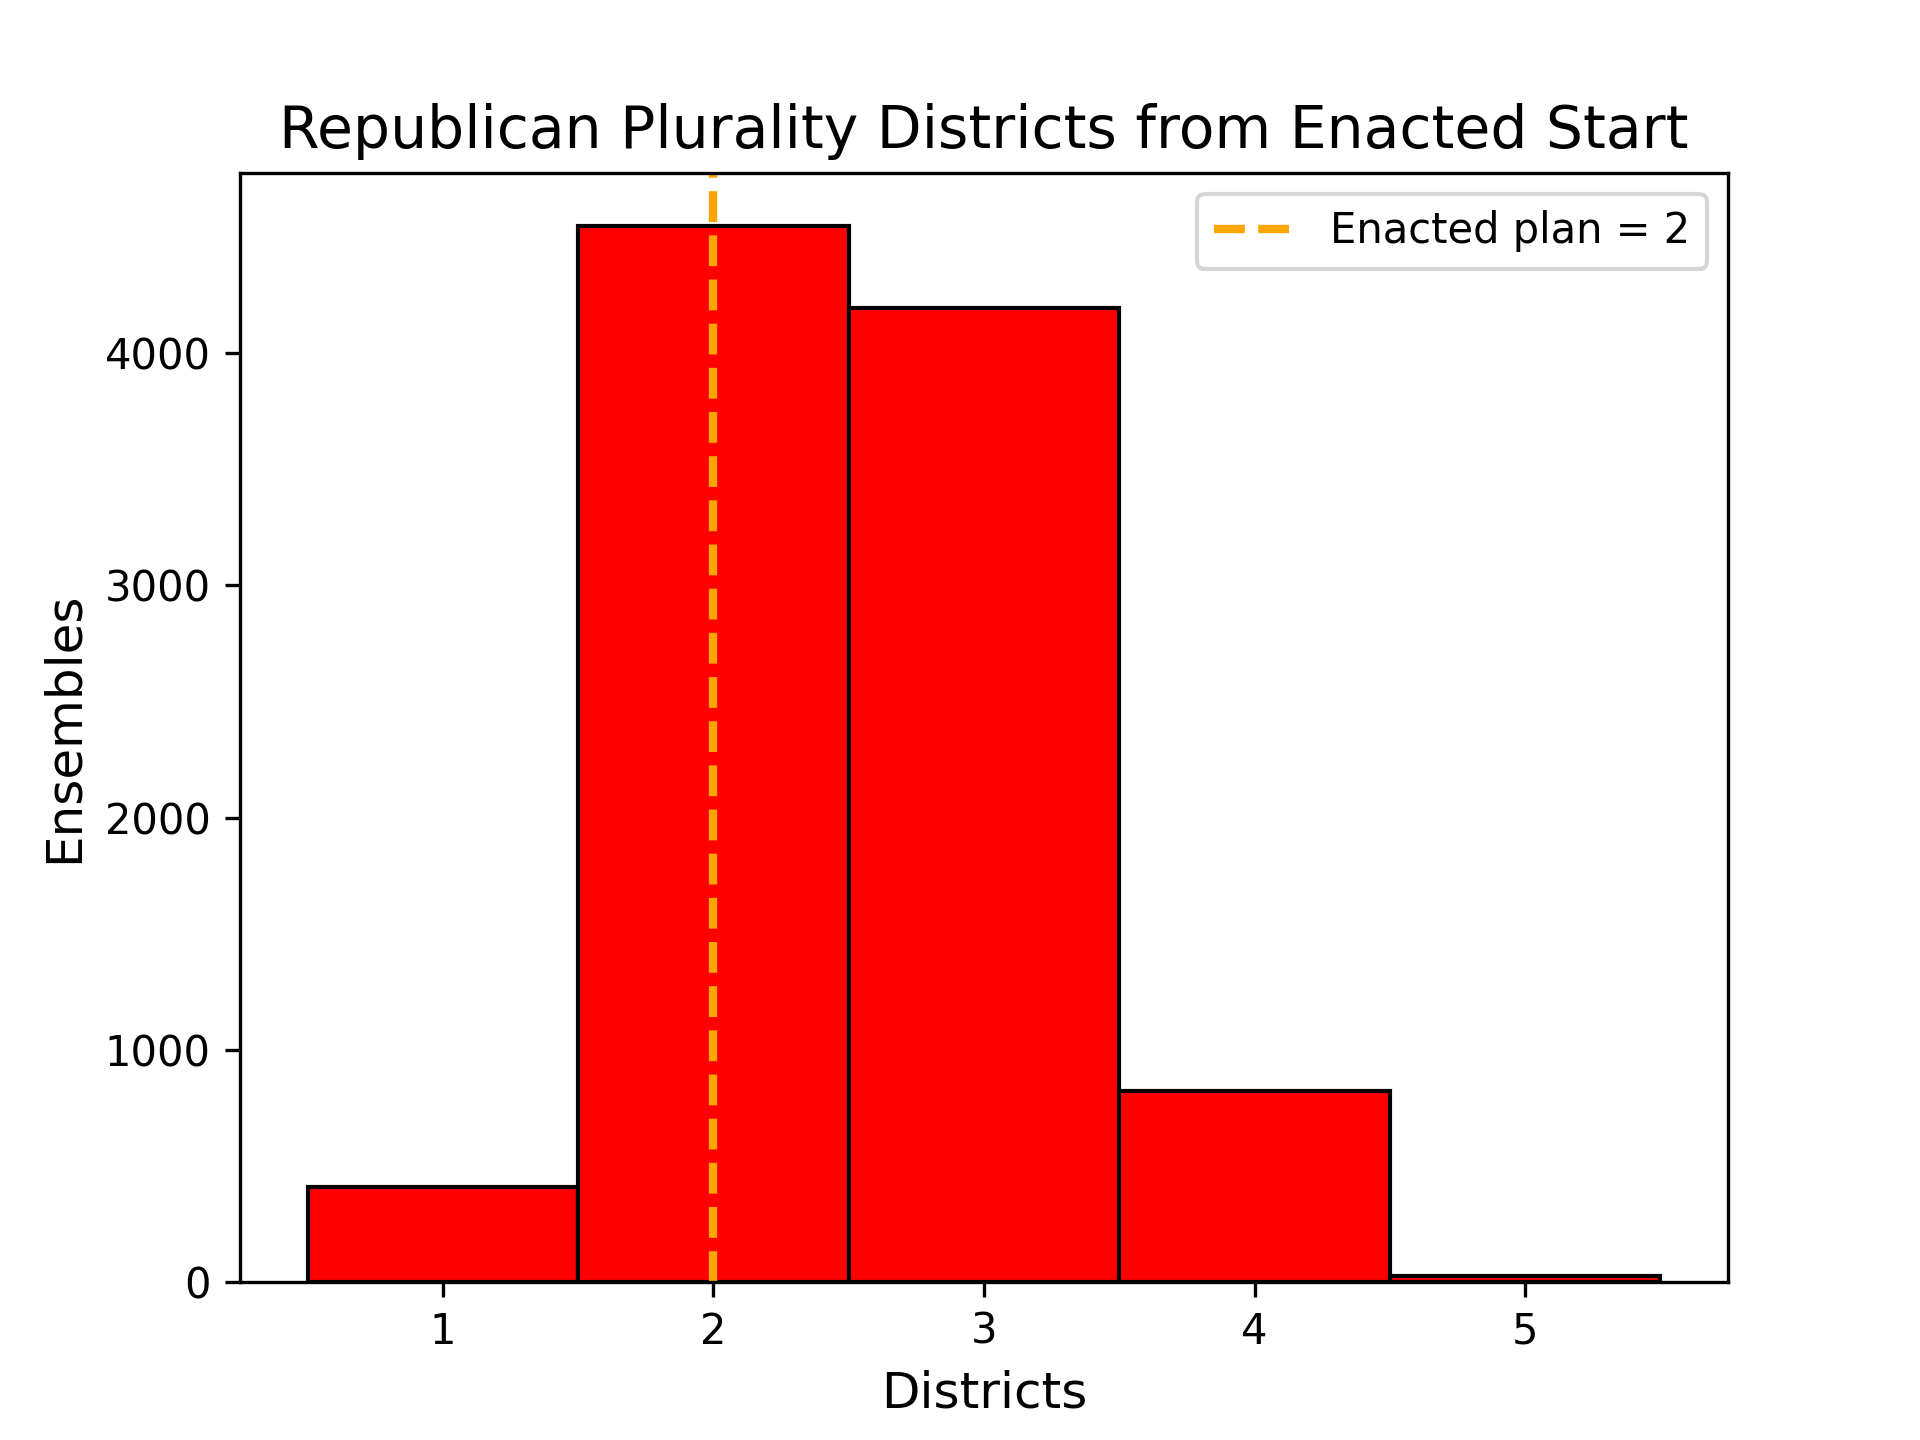 Republican Plurality Districts from Enacted Start
Enacted plan = 2
Ensembles
4000
3000
2000
1000
0
1 2 3 4 5
Districts